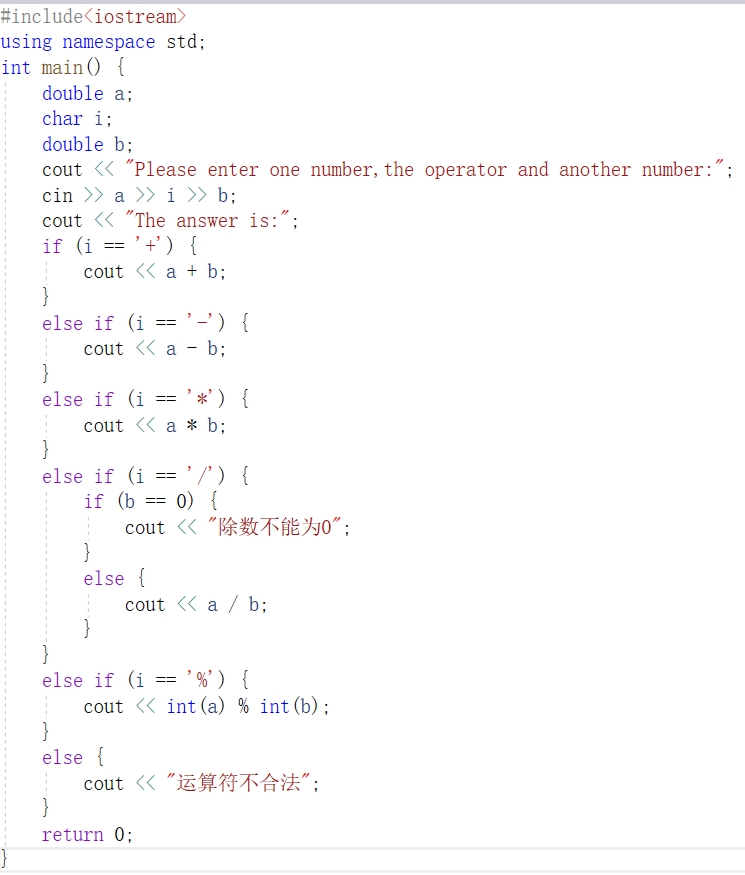 #include<iostream>
using namespace std;
int main() {
    double a;
    char i;
    double b;
    cout << "Please enter one number,the operator and another number:";
    cin >> a >> i >> b;
    cout << "The answer is:";
    if (i == '+') {
        cout << a + b;
    }
    else if (i == '-') {
        cout << a - b;
    }
    else if (i == '*') {
        cout << a * b;
    }
    else if (i == '/') {
        if (b == 0) {
            cout << "除数不能为0";
        }
        else {
            cout << a / b;
        }
    }
    else if (i == '%') {
        cout << int(a) % int(b);
    }
    else {
        cout << "运算符不合法";
    }
    return 0;
}